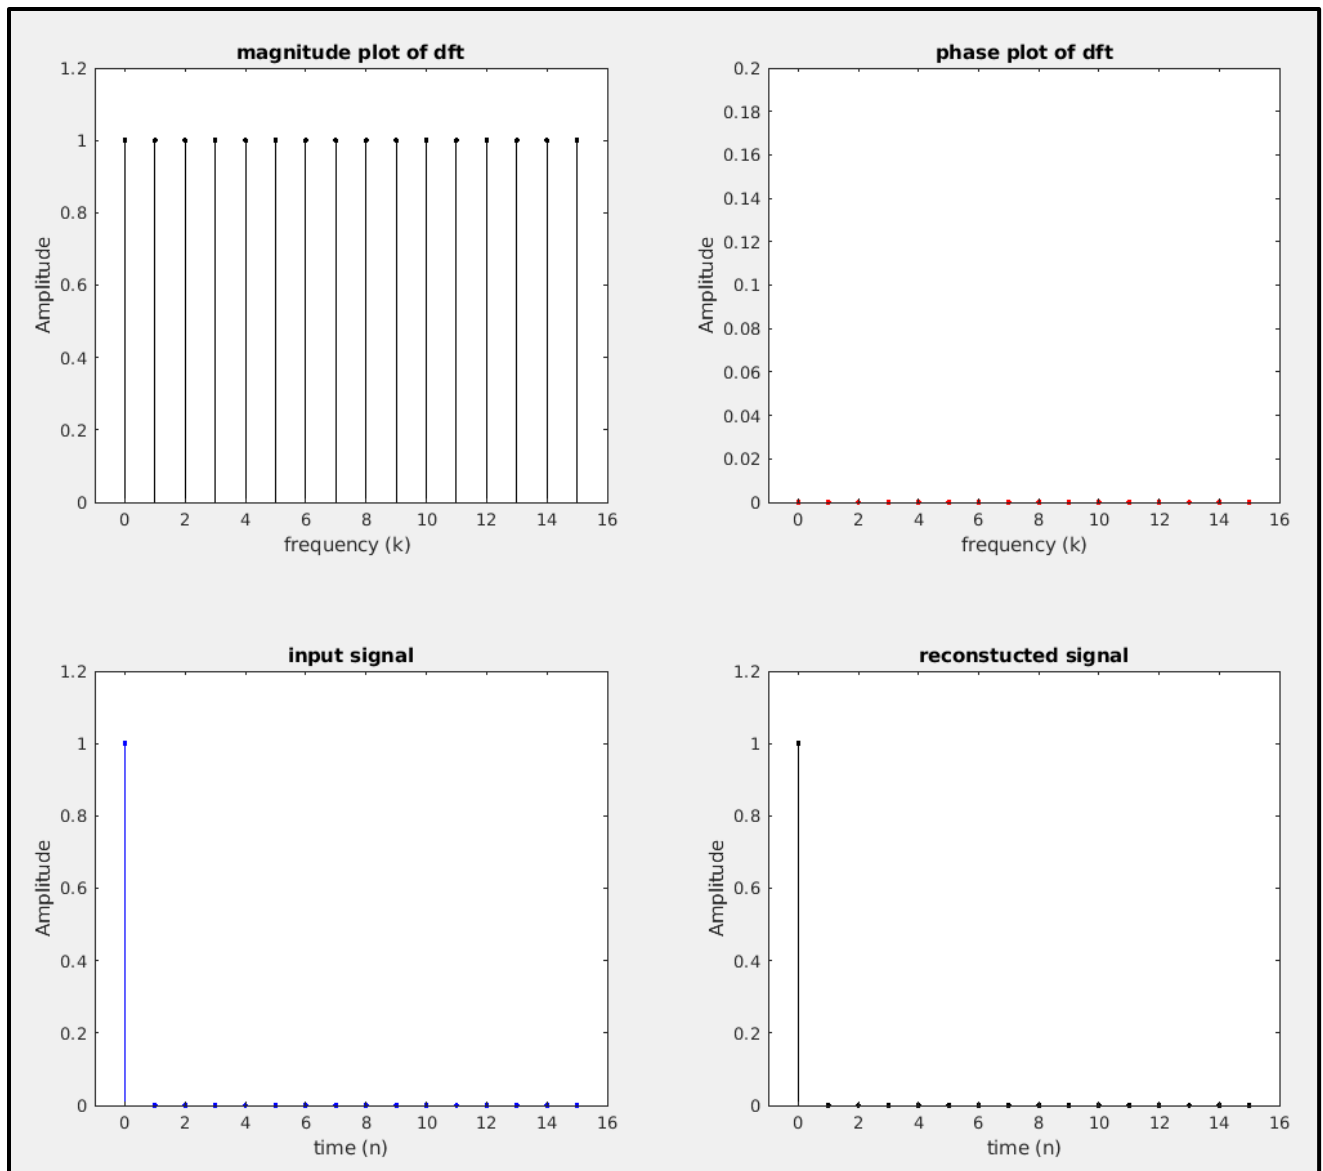 magnitude plot of dft
1.2
1
0.8
0.6
0.4
0.2
0
Amplitude
0 2 4 6 8 10 12 14 16
frequency (k)
phase plot of dft
0.2
0.18
0.16
0.14
0.12
0.1
0.08
0.06
0.04
0.02
0
Amplitude
0 2 4 6 8 10 12 14 16
frequency (k)
input signal
1.2
1
0.8
0.6
0.4
0.2
0
Amplitude
0 2 4 6 8 10 12 14 16
time (n)
reconstucted signal
1.2
1
0.8
0.6
0.4
0.2
0
Amplitude
0 2 4 6 8 10 12 14 16
time (n)